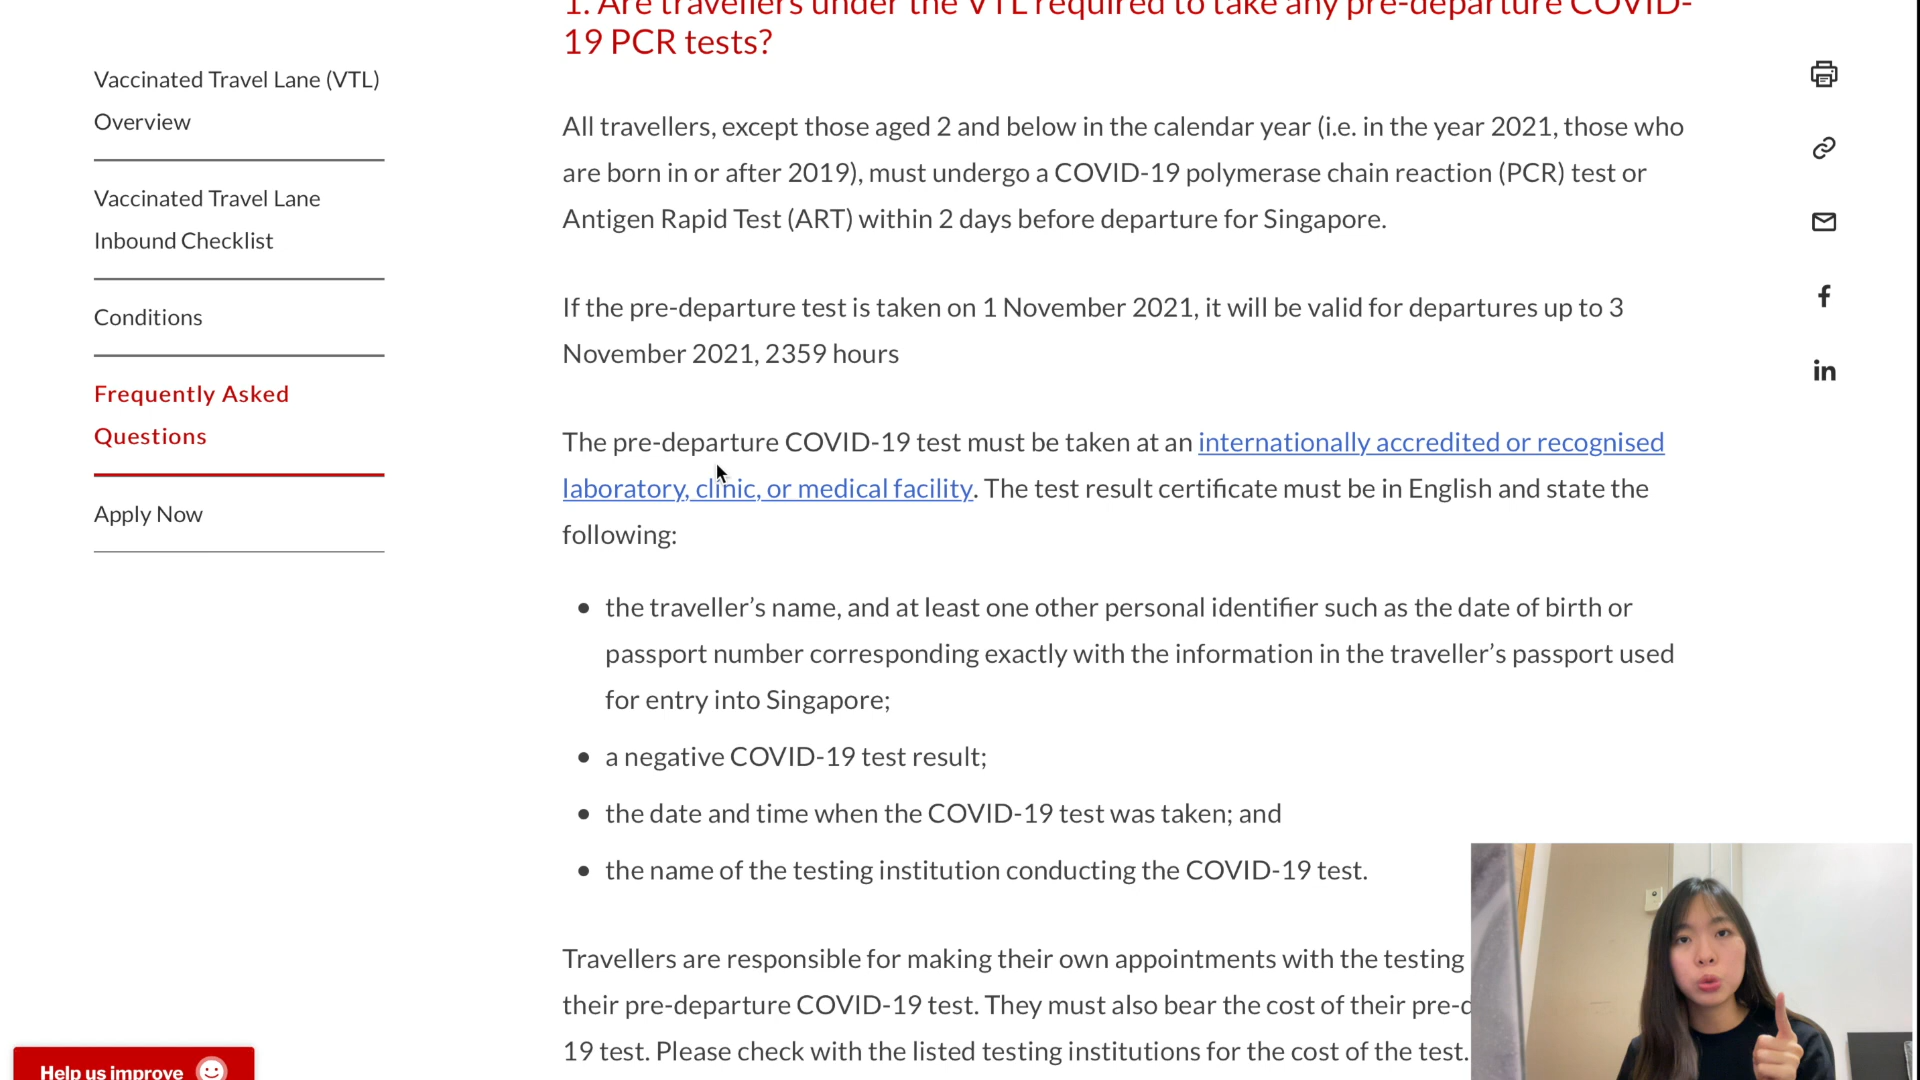 1. Are travellers under the VTL required to take any pre-departure COVID-
19 PCR tests?
Vaccinated Travel Lane (VTL)
Overview
Vaccinated Travel Lane
Inbound Checklist
Conditions
Frequently Asked
Questions
Apply Now
All travellers, except those aged 2 and below in the calendar year (i.e. in the year 2021, those who
are born in or after 2019), must undergo a COVID-19 polymerase chain reaction (PCR) test or
Antigen Rapid Test (ART) within 2 days before departure for Singapore.
If the pre-departure test is taken on 1 November 2021, it will be valid for departures up to 3
November 2021, 2359 hours
The pre-departure COVID-19 test must be taken at an internationally accredited or recognised
laboratory, clinic, or medical facility. The test result certificate must be in English and state the
following:
● the traveller’s name, and at least one other personal identifier such as the date of birth or
passport number corresponding exactly with the information in the traveller’s passport used
for entry into Singapore;
● a negative COVID-19 test result;
● the date and time when the COVID-19 test was taken; and
● the name of the testing institution conducting the COVID-19 test.
Travellers are responsible for making their own appointments with the testing
their pre-departure COVID-19 test. They must also bear the cost of their pre-
19 test. Please check with the listed testing institutions for the cost of the test.
Help us improve